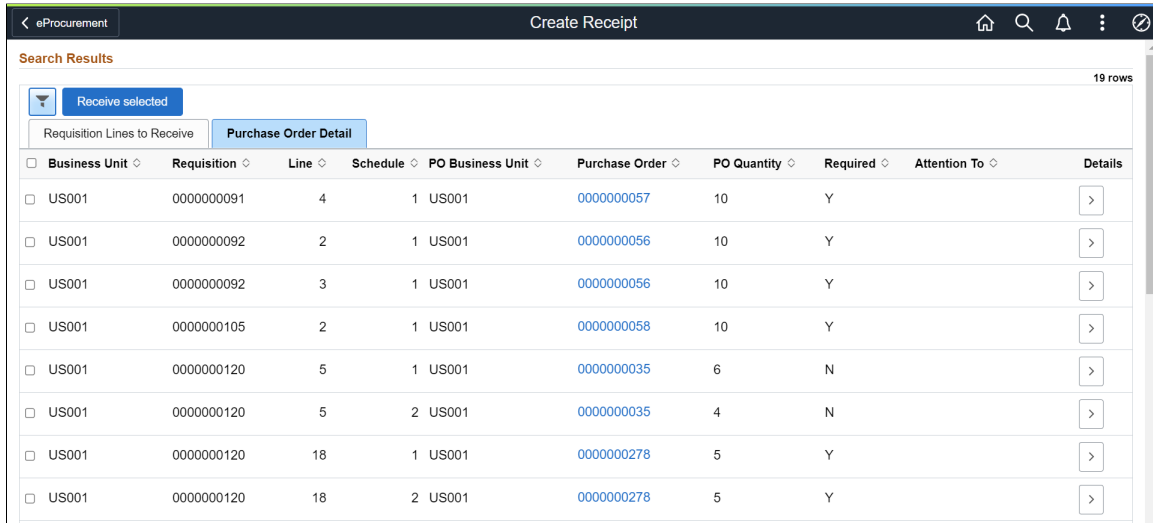 eProcurement Create Receipt
Search Results
19 rows
Receive selected
Requisition Lines to Receive Purchase Order Detail
Business Unit Requisition Line Schedule PO Business Unit Purchase Order PO Quantity Required Attention To Details
US001 0000000091 4 1 US001 0000000057 10 Y
US001 0000000092 2 1 US001 0000000056 10 Y
US001 0000000092 3 1 US001 0000000056 10 Y
US001 0000000105 2 1 US001 0000000058 10 Y
US001 0000000120 5 1 US001 0000000035 6 N
US001 0000000120 5 2 US001 0000000035 4 N
US001 0000000120 18 1 US001 0000000278 5 Y
US001 0000000120 18 2 US001 0000000278 5 Y